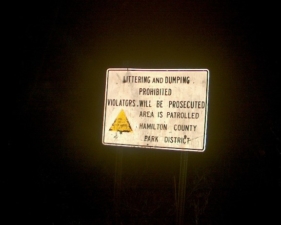 LITTERING AND DUMPING
PROHIBITED
VIOLATORS WILL BE PROSECUTED
AREA IS PATROLLED
HAMILTON COUNTY
PARK DISTRICT